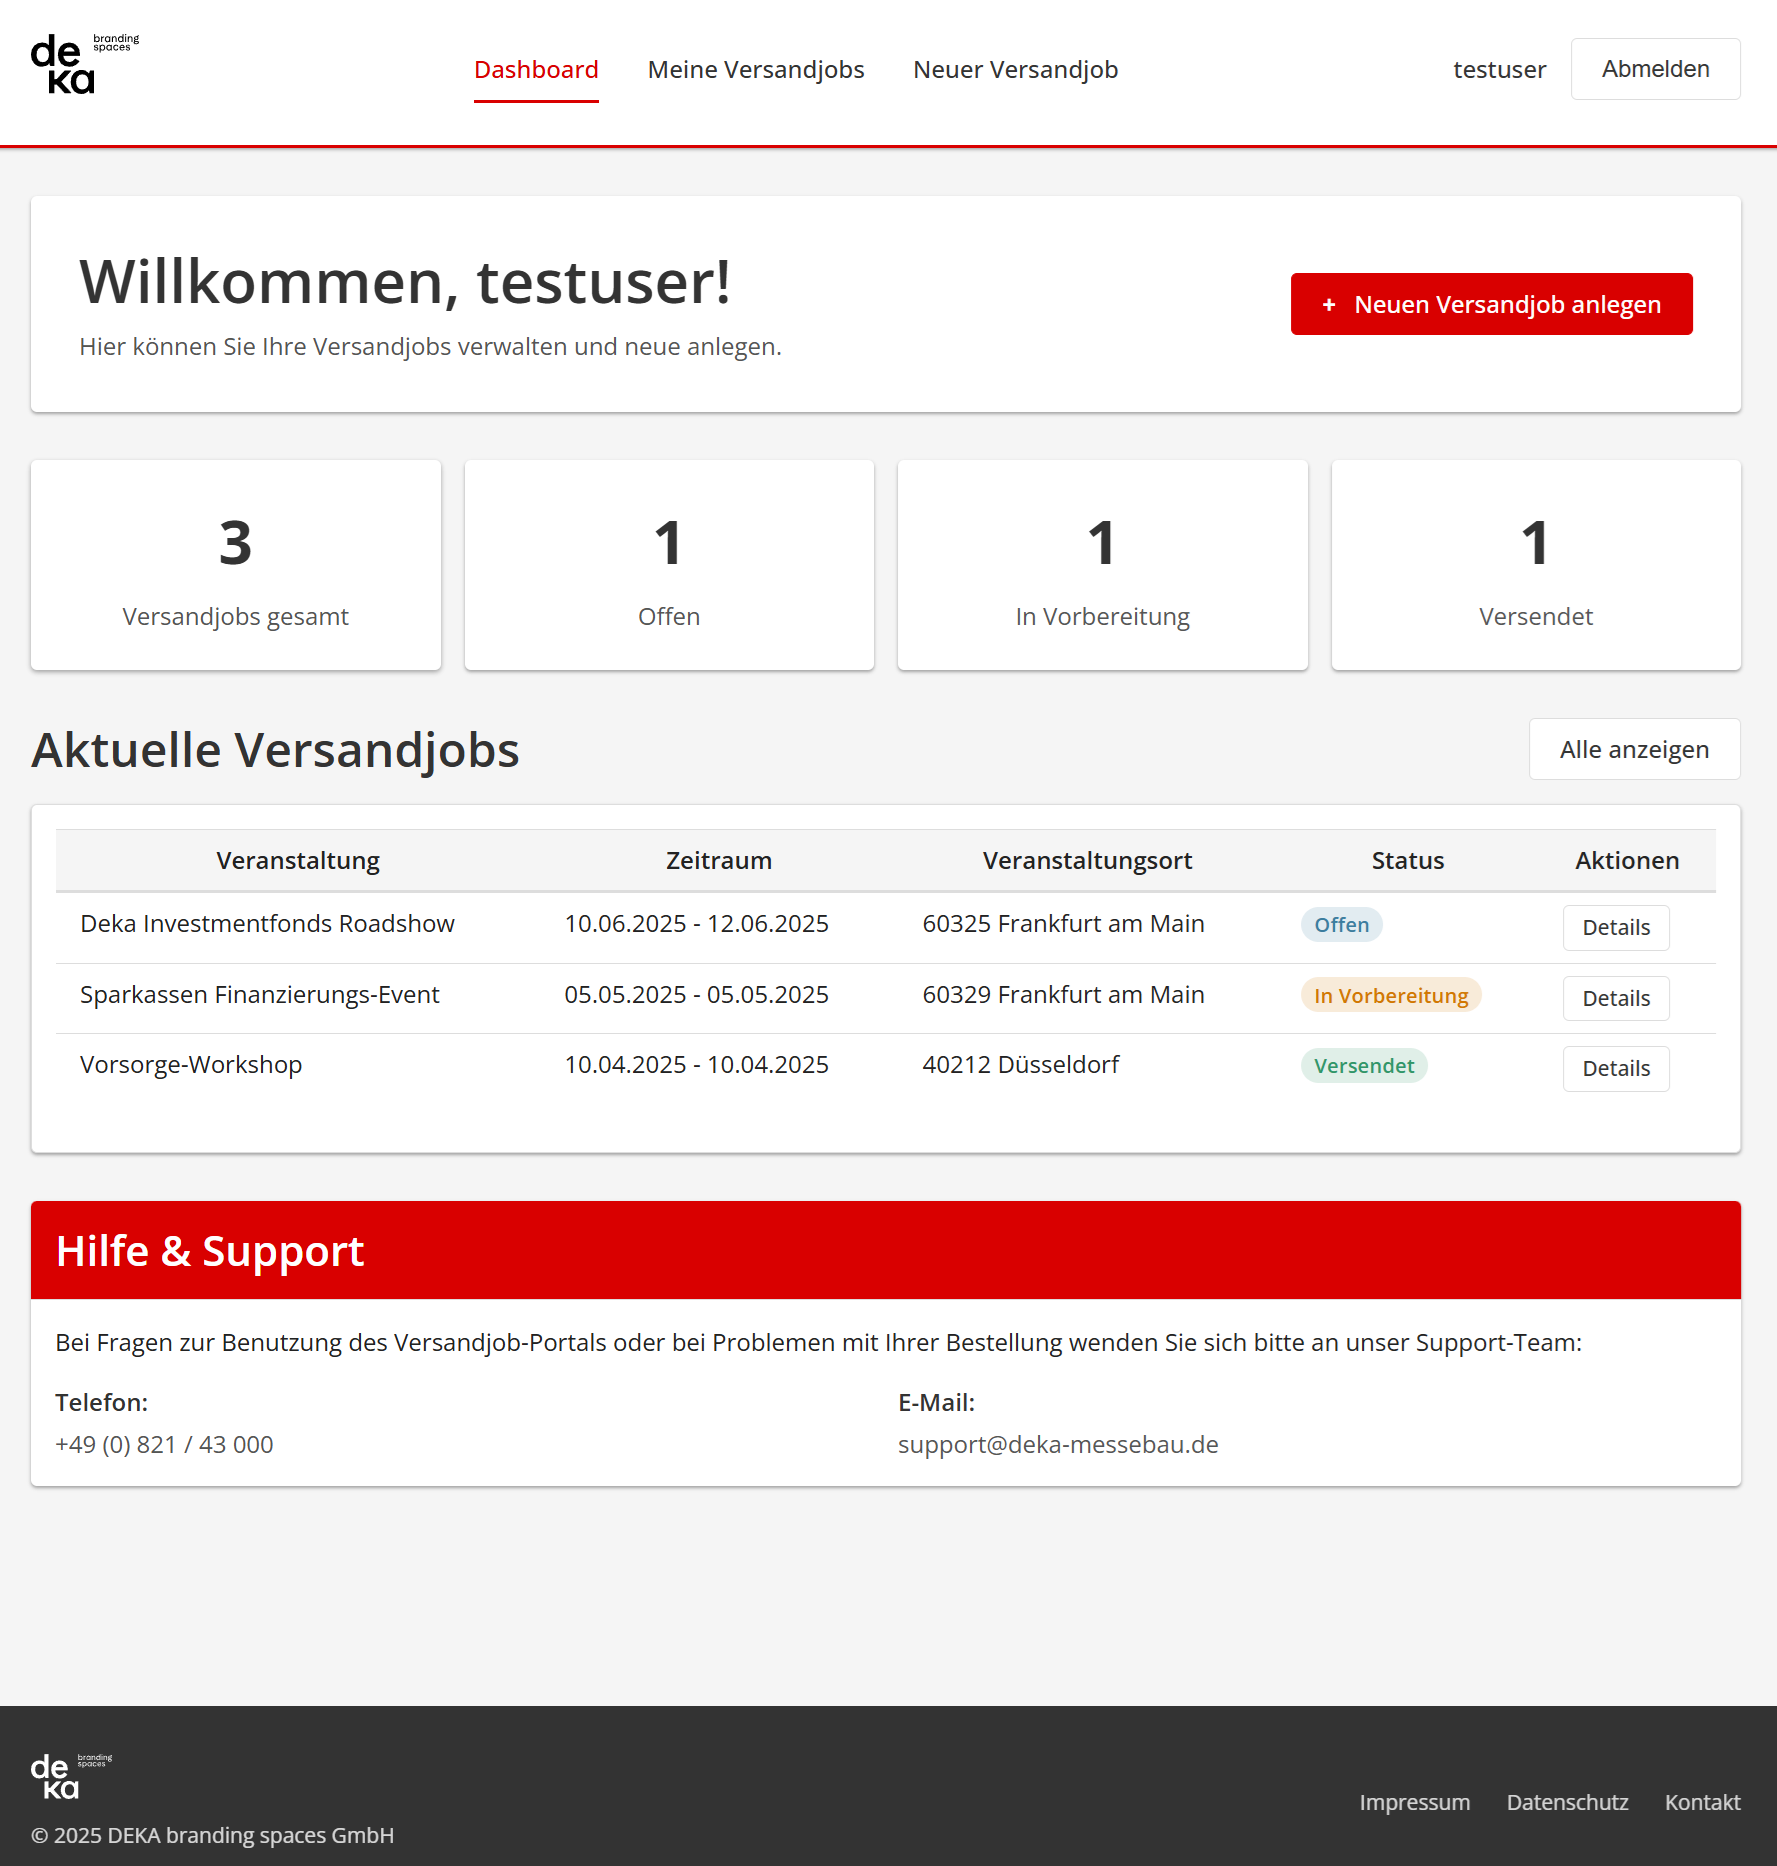 de branding
spaces
ka
Dashboard Meine Versandjobs Neuer Versandjob testuser Abmelden
Willkommen, testuser!
Hier können Sie Ihre Versandjobs verwalten und neue anlegen.
+ Neuen Versandjob anlegen
3 1 1 1
Versandjobs gesamt Offen In Vorbereitung Versendet
Aktuelle Versandjobs Alle anzeigen
Veranstaltung Zeitraum Veranstaltungsort Status Aktionen
Deka Investmentfonds Roadshow 10.06.2025 - 12.06.2025 60325 Frankfurt am Main Offen Details
Sparkassen Finanzierungs-Event 05.05.2025 - 05.05.2025 60329 Frankfurt am Main In Vorbereitung Details
Vorsorge-Workshop 10.04.2025 - 10.04.2025 40212 Düsseldorf Versendet Details
Hilfe & Support
Bei Fragen zur Benutzung des Versandjob-Portals oder bei Problemen mit Ihrer Bestellung wenden Sie sich bitte an unser Support-Team:
Telefon: E-Mail:
+49 (0) 821 / 43 000 support@deka-messebau.de
de branding
spaces
ka
Impressum Datenschutz Kontakt
© 2025 DEKA branding spaces GmbH